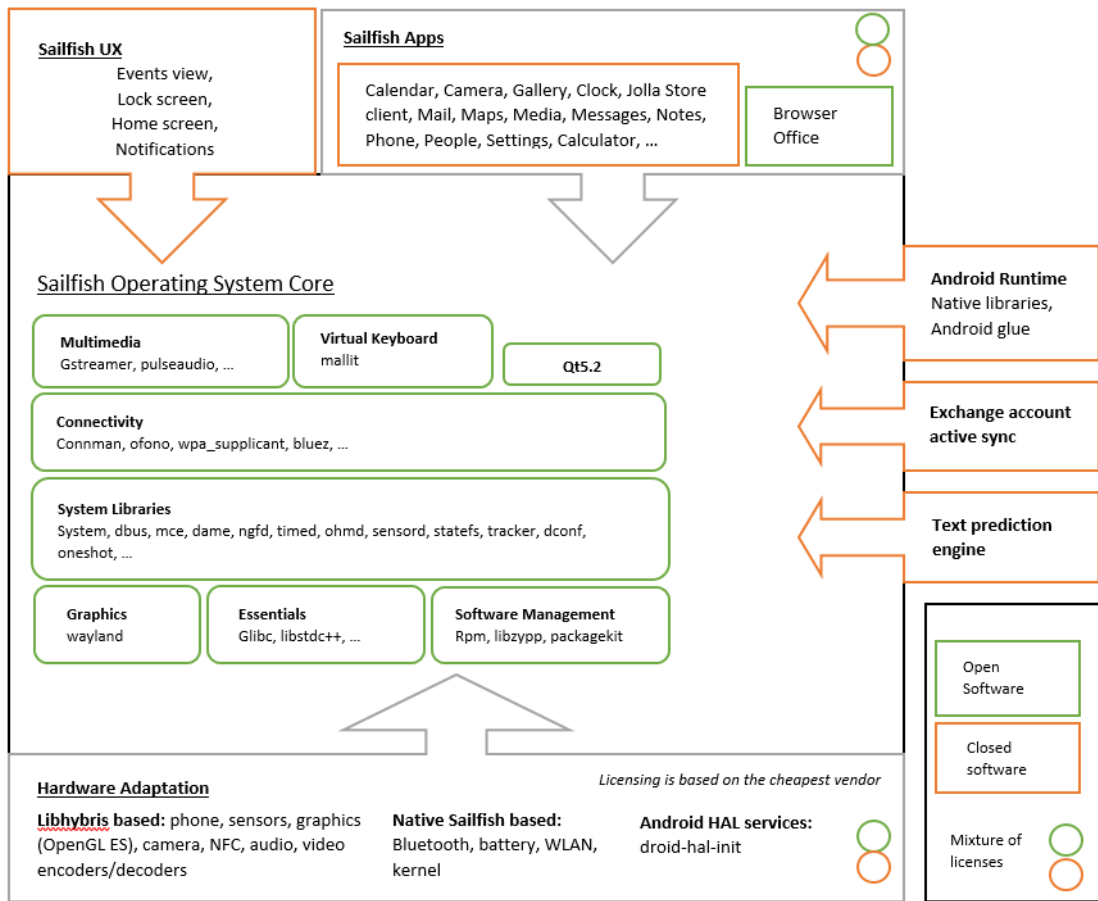 Sailfish UX
Events view,
Lock screen,
Home screen,
Notifications
Sailfish Apps
Calendar, Camera, Gallery, Clock, Jolla Store
client, Mail, Maps, Media, Messages, Notes,
Phone, People, Settings, Calculator, ...
Browser
Office
Sailfish Operating System Core
Multimedia
Gstreamer, pulseaudio, ...
Virtual Keyboard
mallit
Qt5.2
Connectivity
Connman, ofono, wpa_supplicant, bluez, ...
System Libraries
System, dbus, mce, dame, ngfd, timed, ohmd, sensord, statefs, tracker, dconf,
oneshot, ...
Graphics
wayland
Essentials
Glibc, libstdc++, ...
Software Management
Rpm, libzypp, packagekit
Android Runtime
Native libraries,
Android glue
Exchange account
active sync
Text prediction
engine
Open
Software
Closed
software
Mixture of
licenses
Hardware Adaptation
Licensing is based on the cheapest vendor
Libhybris based: phone, sensors, graphics
(OpenGL ES), camera, NFC, audio, video
encoders/decoders
Native Sailfish based:
Bluetooth, battery, WLAN,
kernel
Android HAL services:
droid-hal-init